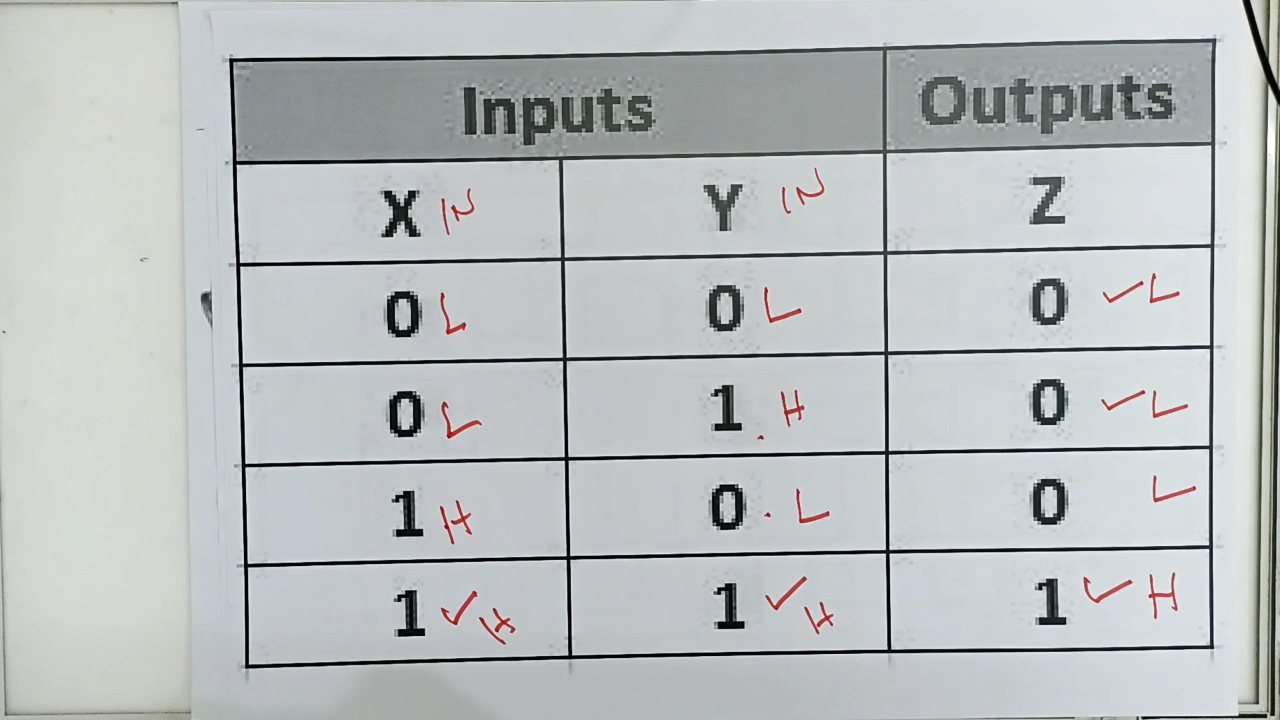 Inputs Outputs
X IN Y IN Z
0 L 0 L 0 ✓ L
0 L 1 . H 0 ✓ L
1 H 0 . L 0 L
1 ✓ H 1 ✓ H 1 ✓ H